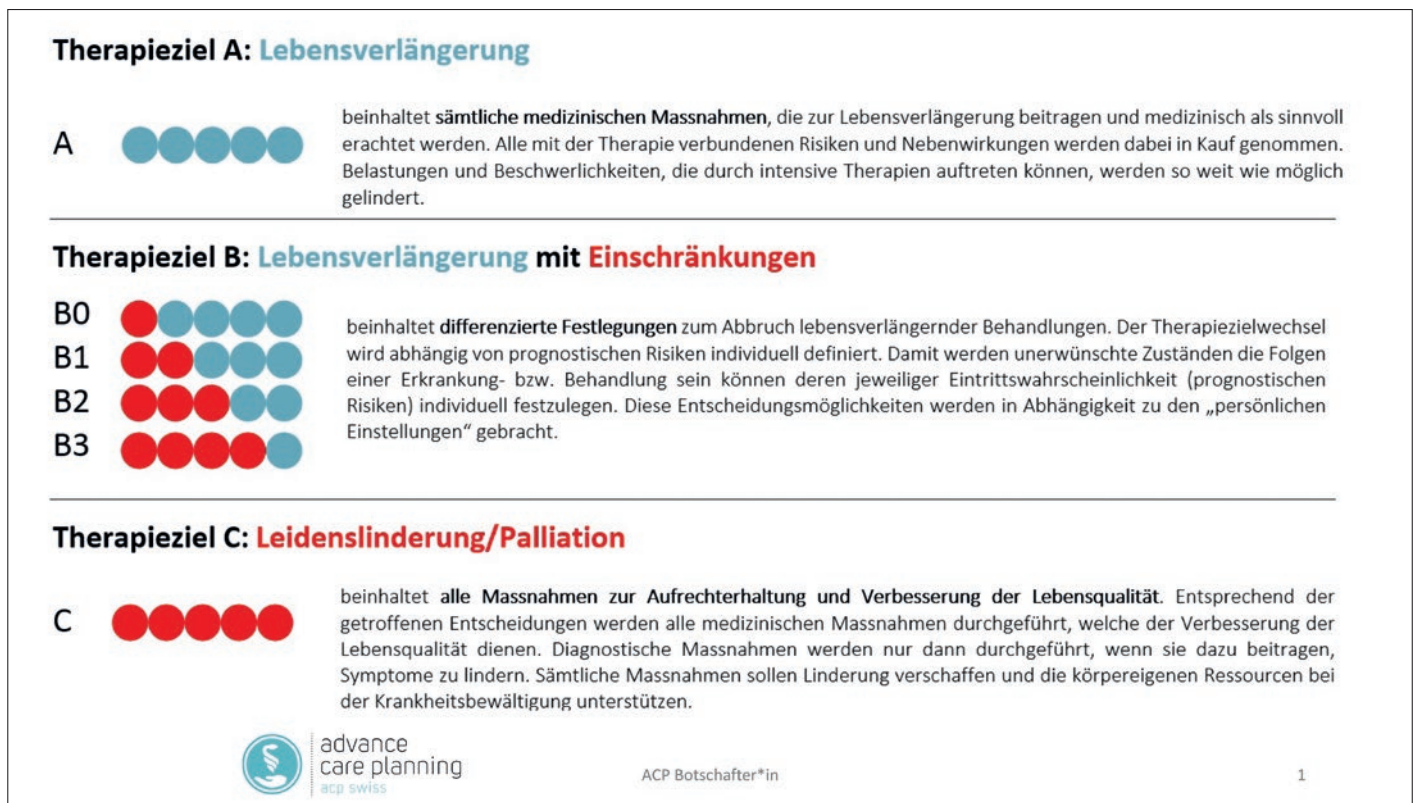 Therapieziel A: Lebensverlängerung
A
beinhaltet sämtliche medizinischen Massnahmen, die zur Lebensverlängerung beitragen und medizinisch als sinnvoll
erachtet werden. Alle mit der Therapie verbundenen Risiken und Nebenwirkungen werden dabei in Kauf genommen.
Belastungen und Beschwerlichkeiten, die durch intensive Therapien auftreten können, werden so weit wie möglich
gelindert.
Therapieziel B: Lebensverlängerung mit Einschränkungen
B0
B1
B2
B3
beinhaltet differenzierte Festlegungen zum Abbruch lebensverlängernder Behandlungen. Der Therapiezielwechsel
wird abhängig von prognostischen Risiken individuell definiert. Damit werden unerwünschte Zuständen die Folgen
einer Erkrankung- bzw. Behandlung sein können deren jeweiliger Eintrittswahrscheinlichkeit (prognostischen
Risiken) individuell festzulegen. Diese Entscheidungsmöglichkeiten werden in Abhängigkeit zu den „persönlichen
Einstellungen“ gebracht.
Therapieziel C: Leidenslinderung/Palliation
C
beinhaltet alle Massnahmen zur Aufrechterhaltung und Verbesserung der Lebensqualität. Entsprechend der
getroffenen Entscheidungen werden alle medizinischen Massnahmen durchgeführt, welche der Verbesserung der
Lebensqualität dienen. Diagnostische Massnahmen werden nur dann durchgeführt, wenn sie dazu beitragen,
Symptome zu lindern. Sämtliche Massnahmen sollen Linderung verschaffen und die körpereigenen Ressourcen bei
der Krankheitsbewältigung unterstützen.
advance
care planning
acp swiss
ACP Botschafter*in
1